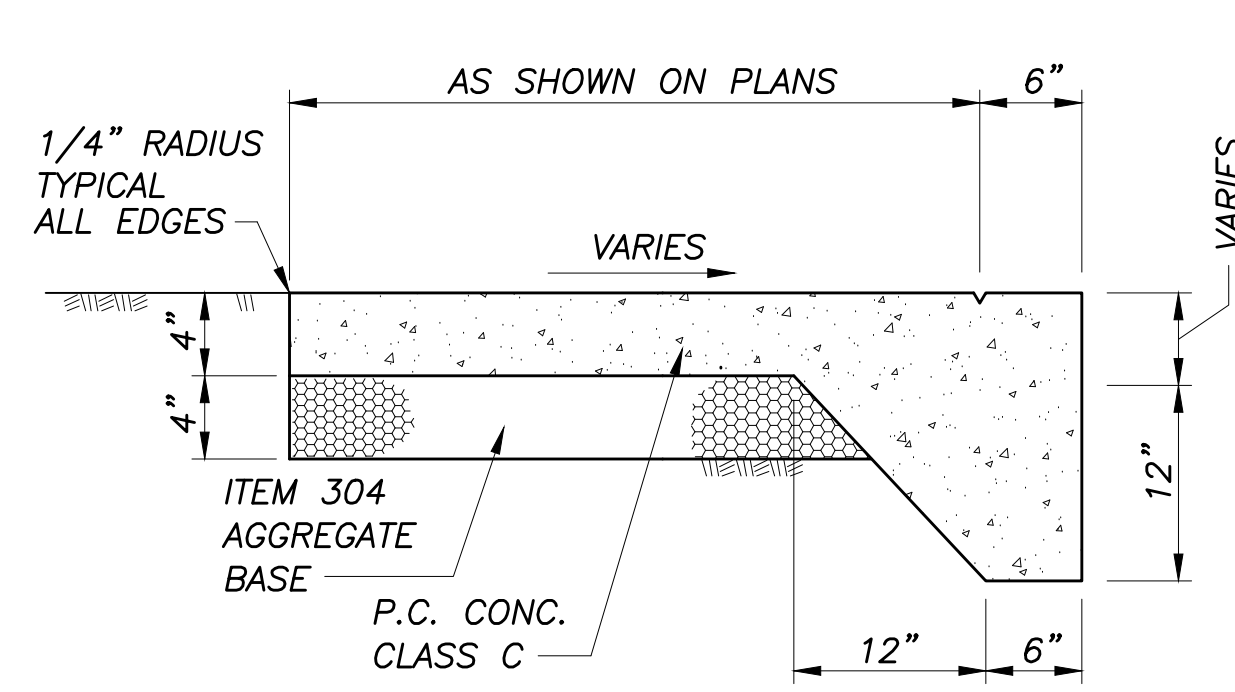 AS SHOWN ON PLANS
6”
1/4” RADIUS
TYPICAL
ALL EDGES
VARIES
VARIES
4”
4”
12”
ITEM 304
AGGREGATE
BASE
P.C. CONC.
CLASS C
12”
6”